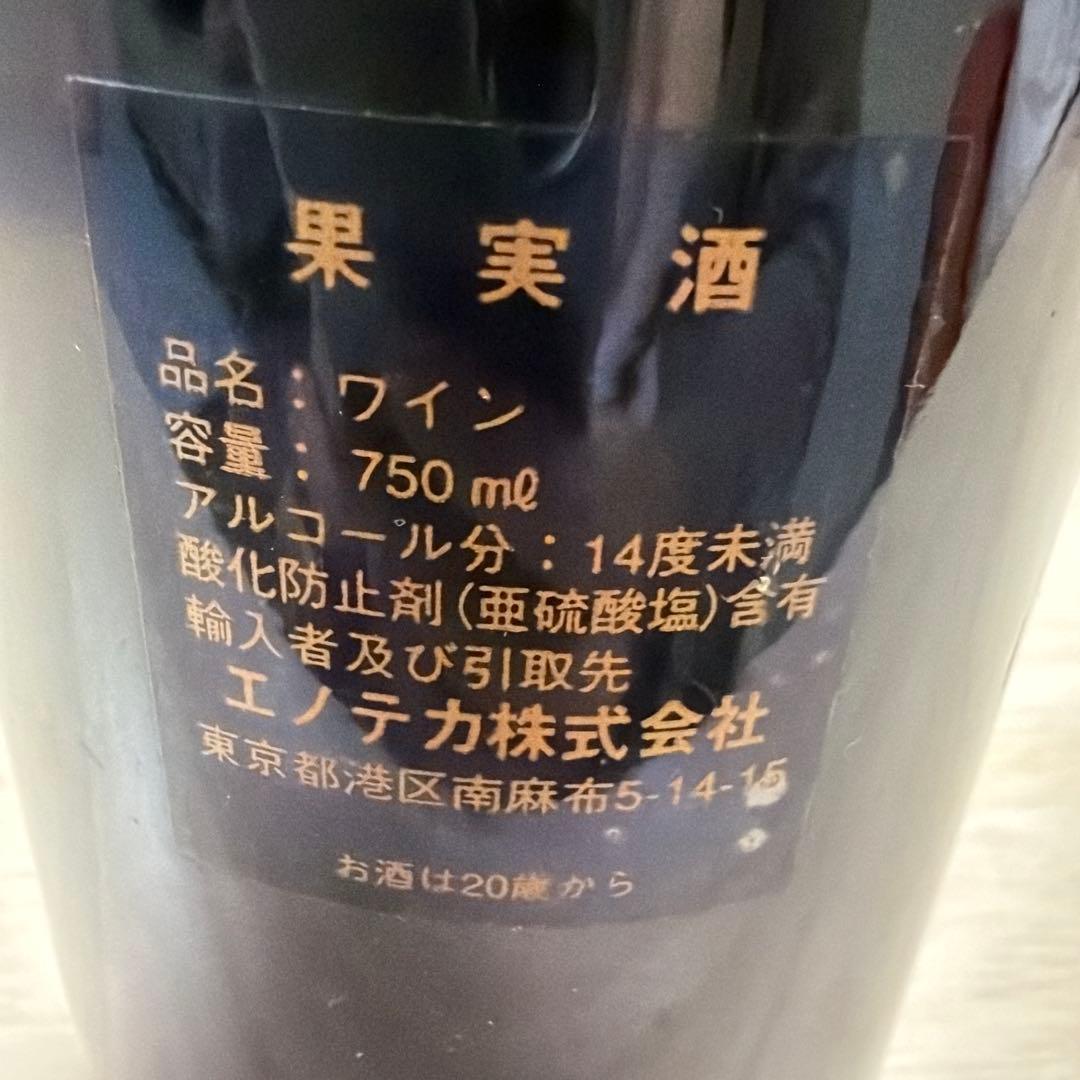 果実酒
品名：ワイン
容量：750㎖
アルコール分：14度未満
酸化防止剤(亜硫酸塩)含有
輸入者及び引取先
エノテカ株式会社
東京都港区南麻布5-14-15
お酒は20歳から